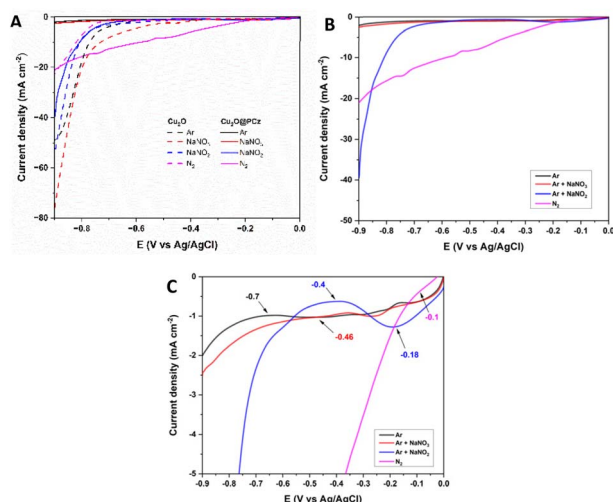 A
Current density (mA cm⁻²)
0
-20
-40
-60
-80
Cu₂O Cu₂O@PCz
Ar Ar
NaNO₃ NaNO₃
NaNO₂ NaNO₂
N₂ N₂
-0.8 -0.6 -0.4 -0.2 0.0
E (V vs Ag/AgCl)
B
Current density (mA cm⁻²)
0
-10
-20
-30
-40
-50
Ar
Ar + NaNO₃
Ar + NaNO₂
N₂
-0.9 -0.8 -0.7 -0.6 -0.5 -0.4 -0.3 -0.2 -0.1 0.0
E (V vs Ag/AgCl)
C
Current density (mA cm⁻²)
0
-1
-2
-3
-4
-5
-0.7
-0.4
-0.46
-0.18
-0.1
Ar
Ar + NaNO₃
Ar + NaNO₂
N₂
-0.9 -0.8 -0.7 -0.6 -0.5 -0.4 -0.3 -0.2 -0.1 0.0
E (V vs Ag/AgCl)